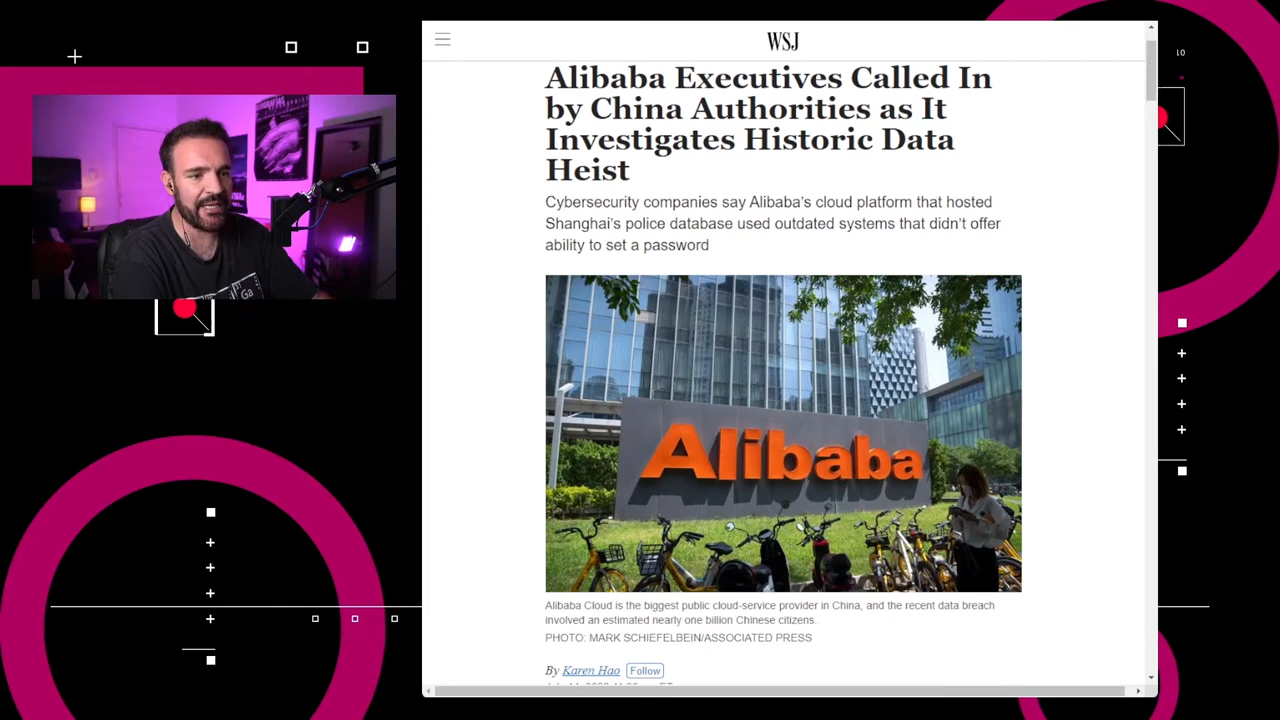 WSJ
Alibaba Executives Called In
by China Authorities as It
Investigates Historic Data
Heist
Cybersecurity companies say Alibaba's cloud platform that hosted
Shanghai's police database used outdated systems that didn't offer
ability to set a password
Alibaba
Alibaba Cloud is the biggest public cloud-service provider in China, and the recent data breach
involved an estimated nearly one billion Chinese citizens.
PHOTO: MARK SCHIEFELBEIN/ASSOCIATED PRESS
By Karen Hao Follow
Ga